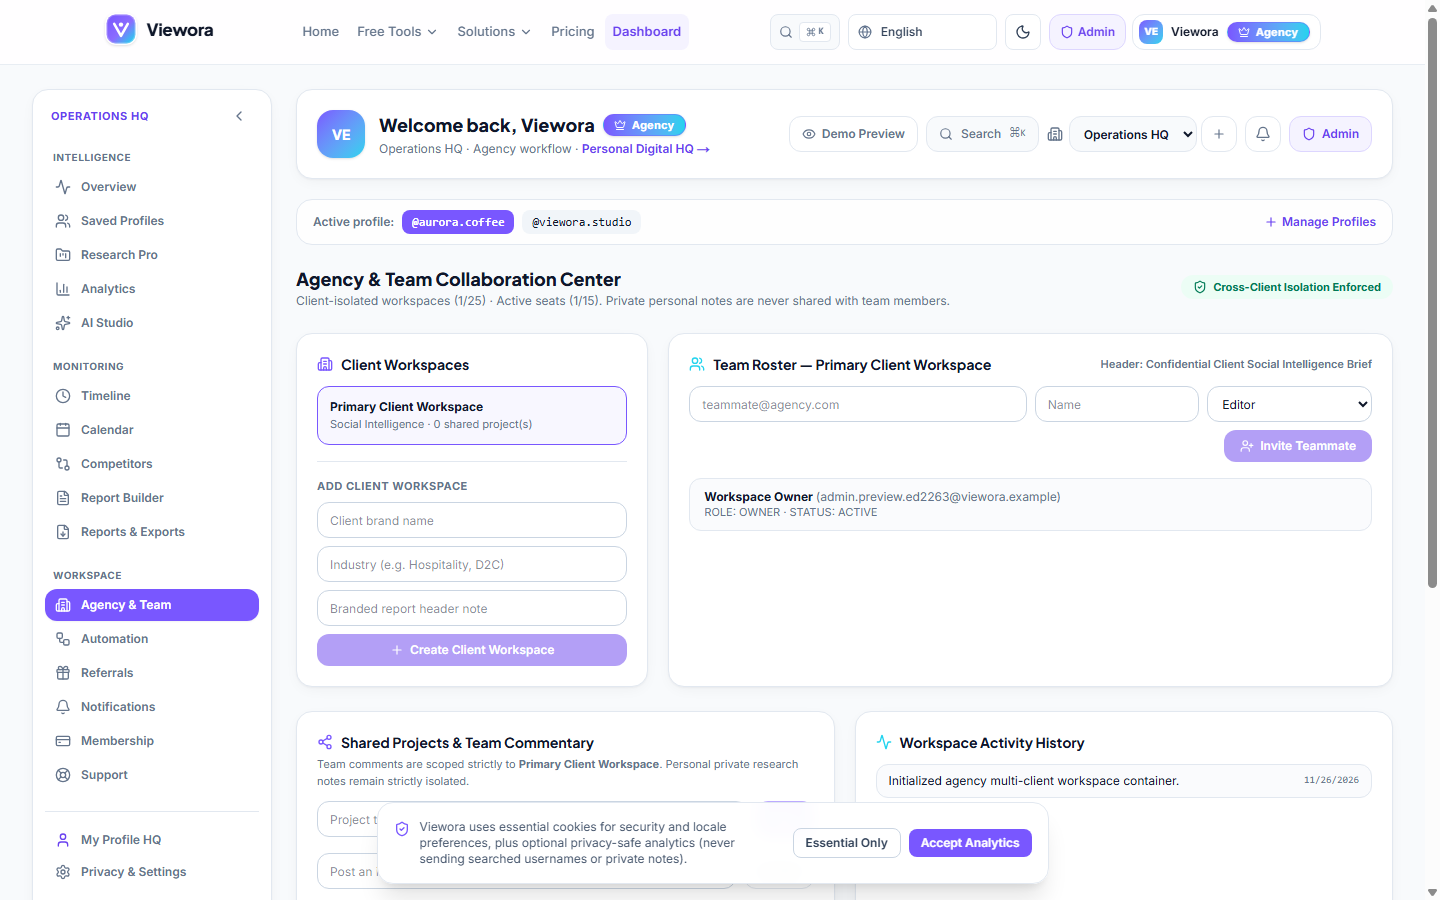 Viewora
Home
Free Tools
Solutions
Pricing
Dashboard
⌘K
English
Admin
VE
Viewora
Agency
OPERATIONS HQ
INTELLIGENCE
Overview
Saved Profiles
Research Pro
Analytics
AI Studio
MONITORING
Timeline
Calendar
Competitors
Report Builder
Reports & Exports
WORKSPACE
Agency & Team
Automation
Referrals
Notifications
Membership
Support
My Profile HQ
Privacy & Settings
VE
Welcome back, Viewora
Agency
Operations HQ · Agency workflow · Personal Digital HQ →
Demo Preview
Search ⌘K
Operations HQ
Admin
Active profile:
@aurora.coffee
@viewora.studio
Manage Profiles
Agency & Team Collaboration Center
Client-isolated workspaces (1/25) · Active seats (1/15). Private personal notes are never shared with team members.
Cross-Client Isolation Enforced
Client Workspaces
Primary Client Workspace
Social Intelligence · 0 shared project(s)
ADD CLIENT WORKSPACE
Client brand name
Industry (e.g. Hospitality, D2C)
Branded report header note
Create Client Workspace
Team Roster — Primary Client Workspace
Header: Confidential Client Social Intelligence Brief
teammate@agency.com
Name
Editor
Invite Teammate
Workspace Owner (admin.preview.ed2263@viewora.example)
ROLE: OWNER · STATUS: ACTIVE
Shared Projects & Team Commentary
Team comments are scoped strictly to Primary Client Workspace. Personal private research
notes remain strictly isolated.
Project t
Post an
Workspace Activity History
Initialized agency multi-client workspace container.
11/26/2026
Viewora uses essential cookies for security and locale
preferences, plus optional privacy-safe analytics (never
sending searched usernames or private notes).
Essential Only
Accept Analytics